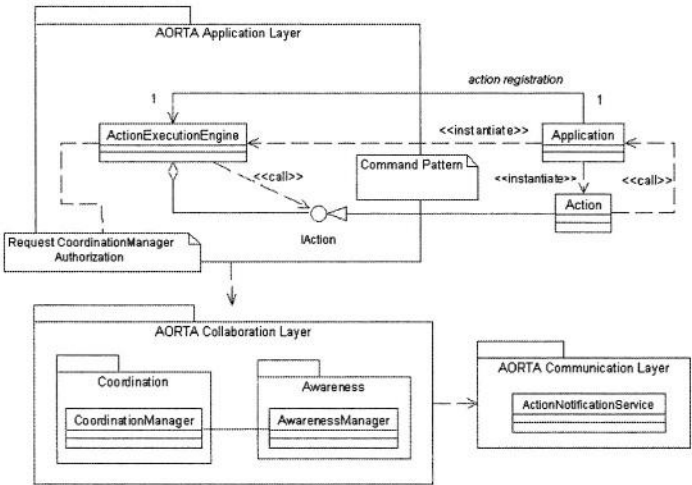 AORTA Application Layer
action registration
1
1
ActionExecutionEngine
<<instantiate>>
Application
Command Pattern
<<call>>
<<instantiate>>
<<call>>
Action
IAction
Request CoordinationManager
Authorization
AORTA Collaboration Layer
AORTA Communication Layer
Coordination
Awareness
ActionNotificationService
CoordinationManager
AwarenessManager